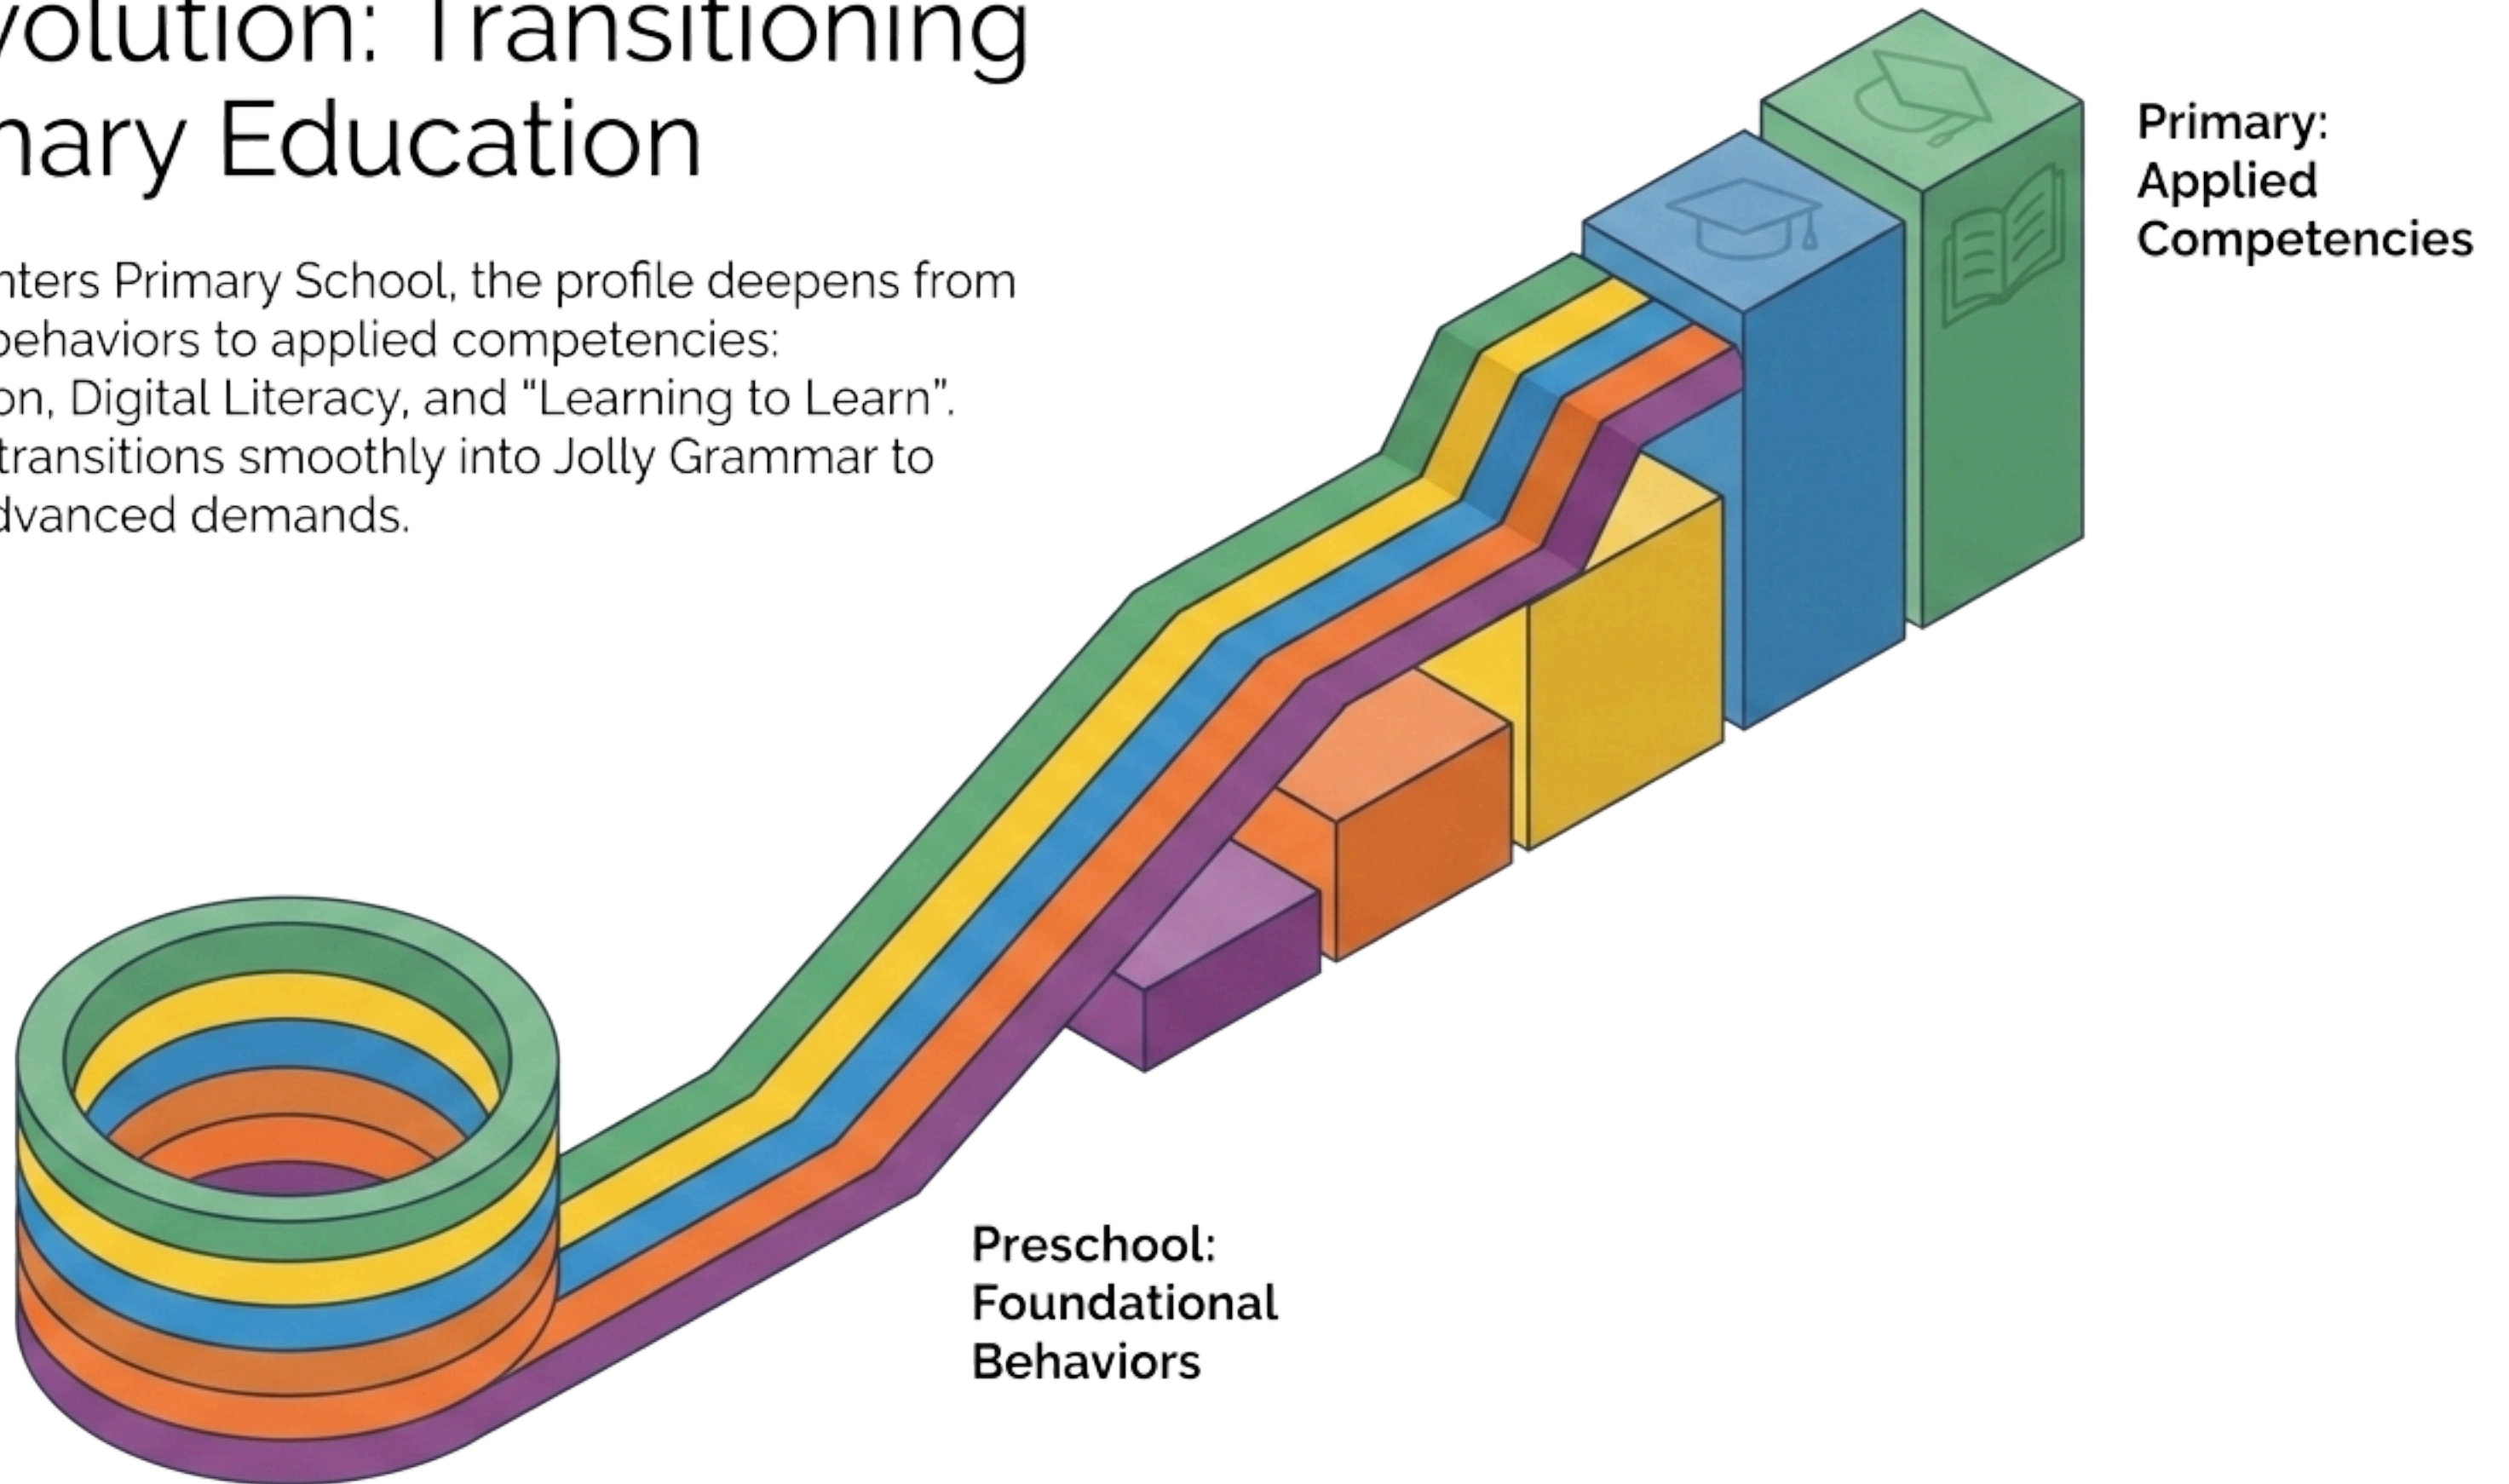 volution: Transitioning
nary Education
nters Primary School, the profile deepens from
behaviors to applied competencies:
on, Digital Literacy, and “Learning to Learn”.
transitions smoothly into Jolly Grammar to
dvanced demands.
Primary:
Applied
Competencies
Preschool:
Foundational
Behaviors